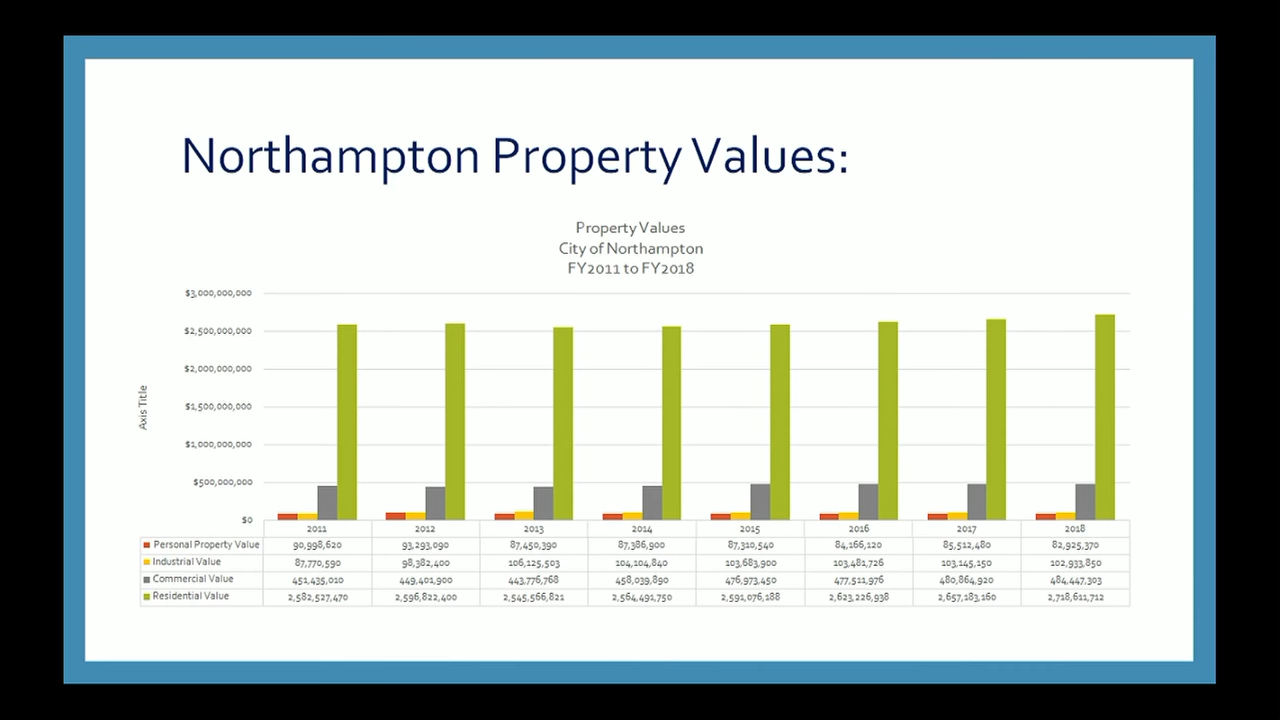 Northampton Property Values:
Property Values
City of Northampton
FY2011 to FY2018
$3,000,000,000
$2,500,000,000
$2,000,000,000
$1,500,000,000
$1,000,000,000
$500,000,000
$0
Axis Title
2011 2012 2013 2014 2015 2016 2017 2018
Personal Property Value 90,998,620 93,293,090 87,450,390 87,386,900 87,310,540 84,166,120 85,512,480 82,925,370
Industrial Value 87,770,590 98,382,400 106,125,503 104,104,840 103,683,900 103,481,726 103,145,150 102,933,850
Commercial Value 451,435,010 449,401,900 443,776,768 458,039,890 476,973,450 477,511,976 480,864,920 484,447,303
Residential Value 2,582,527,470 2,596,822,400 2,545,566,821 2,564,491,750 2,591,076,188 2,623,226,938 2,657,183,160 2,718,611,712